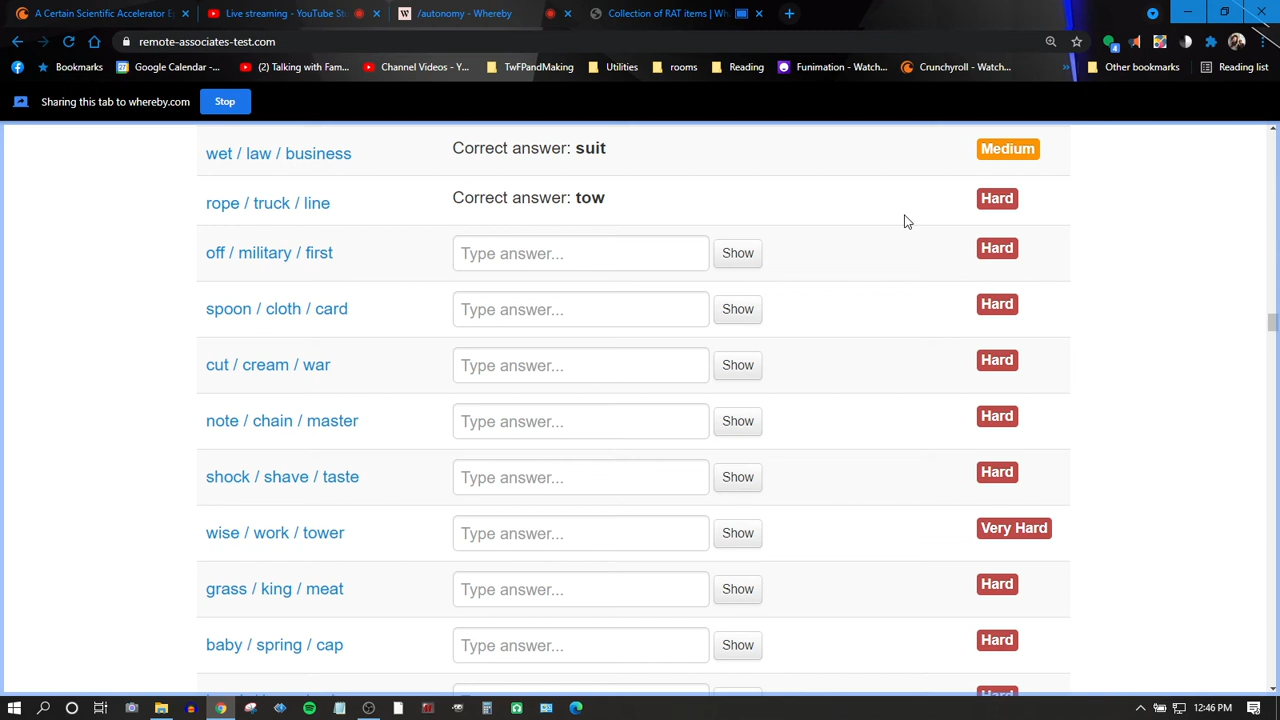 A Certain Scientific Accelerator E
Live streaming - YouTube St
/autonomy - Whereby
Collection of RAT items | Wh
remote-associates-test.com
4
Bookmarks
Google Calendar -...
(2) Talking with Fam...
Channel Videos - Y...
TwFPandMaking
Utilities
rooms
Reading
Funimation - Watch...
Crunchyroll - Watch...
Other bookmarks
Reading list
Sharing this tab to whereby.com
Stop
wet / law / business Correct answer: suit Medium
rope / truck / line Correct answer: tow Hard
off / military / first Type answer... Show Hard
spoon / cloth / card Type answer... Show Hard
cut / cream / war Type answer... Show Hard
note / chain / master Type answer... Show Hard
shock / shave / taste Type answer... Show Hard
wise / work / tower Type answer... Show Very Hard
grass / king / meat Type answer... Show Hard
baby / spring / cap Type answer... Show Hard
Hard
12:46 PM